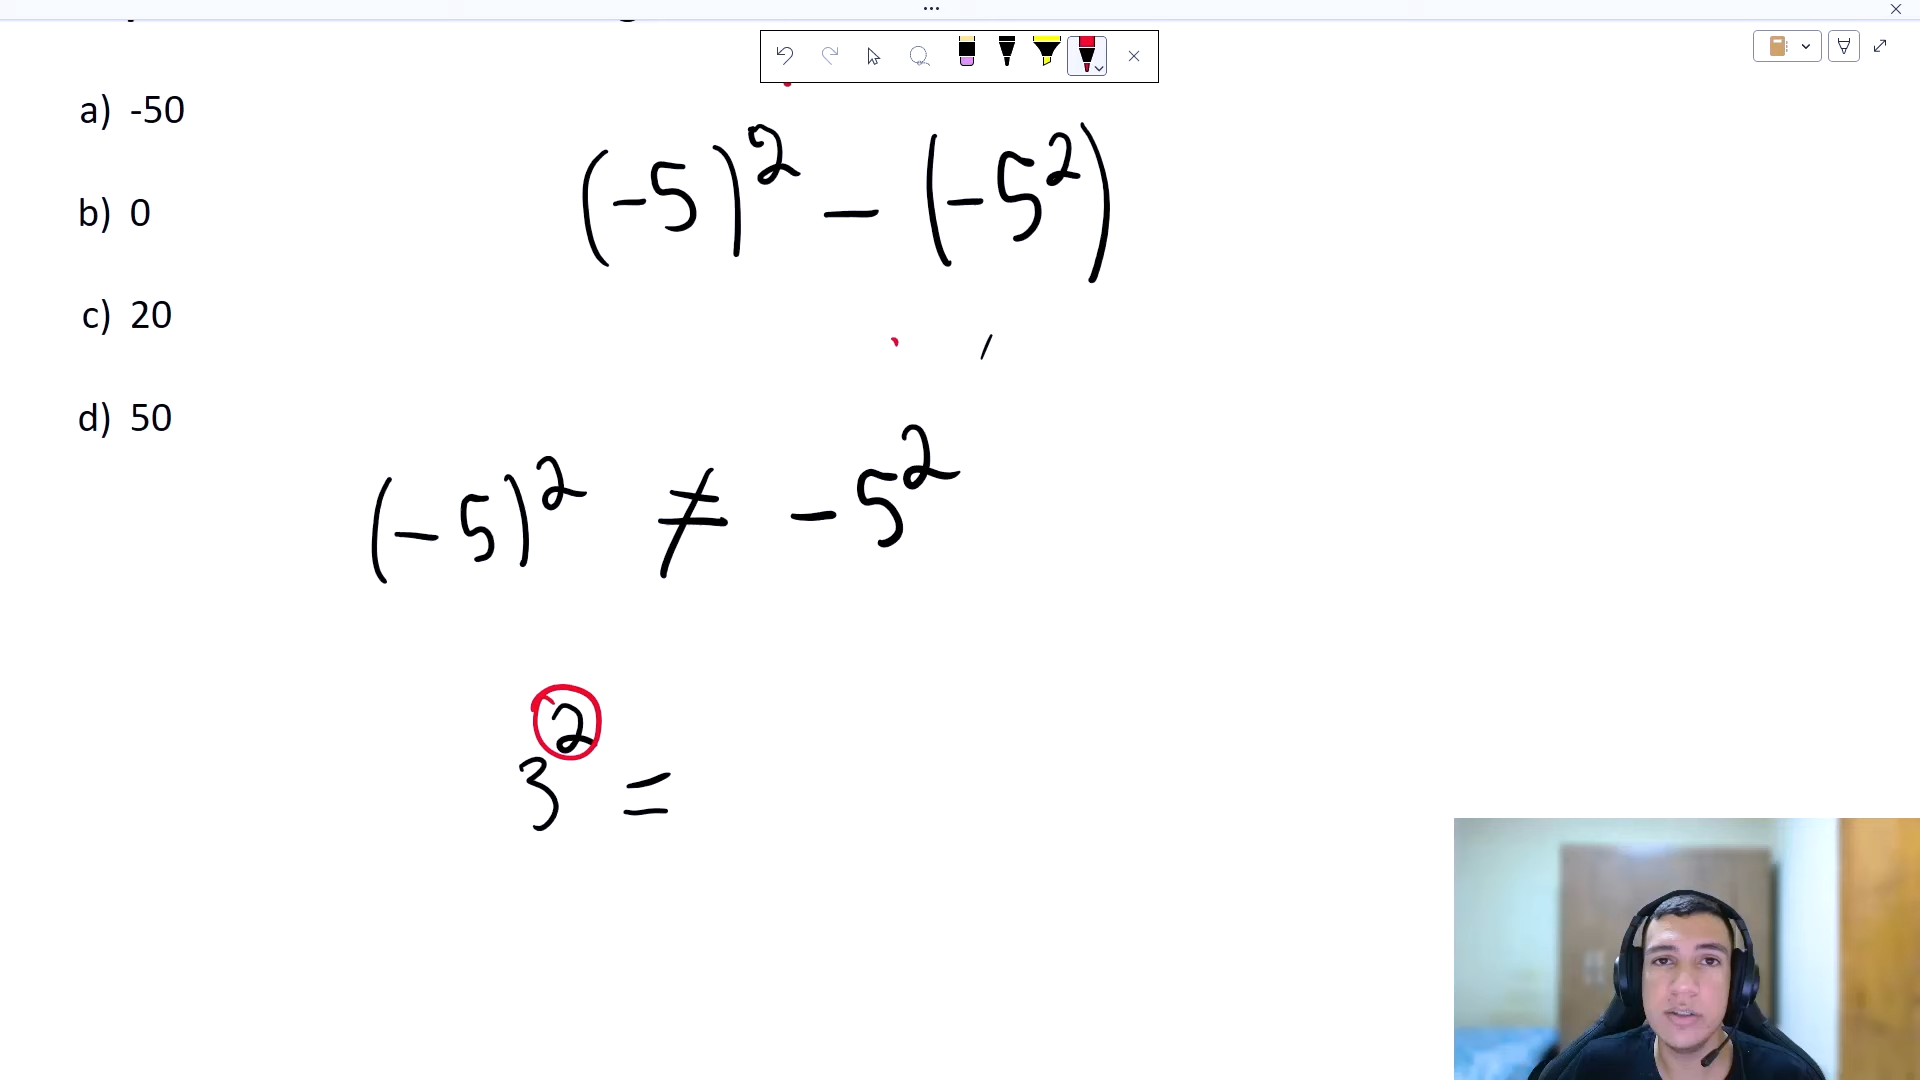 a) -50
b) 0
c) 20
d) 50
(-5)² - (-5²)
(-5)² ≠ -5²
3² =